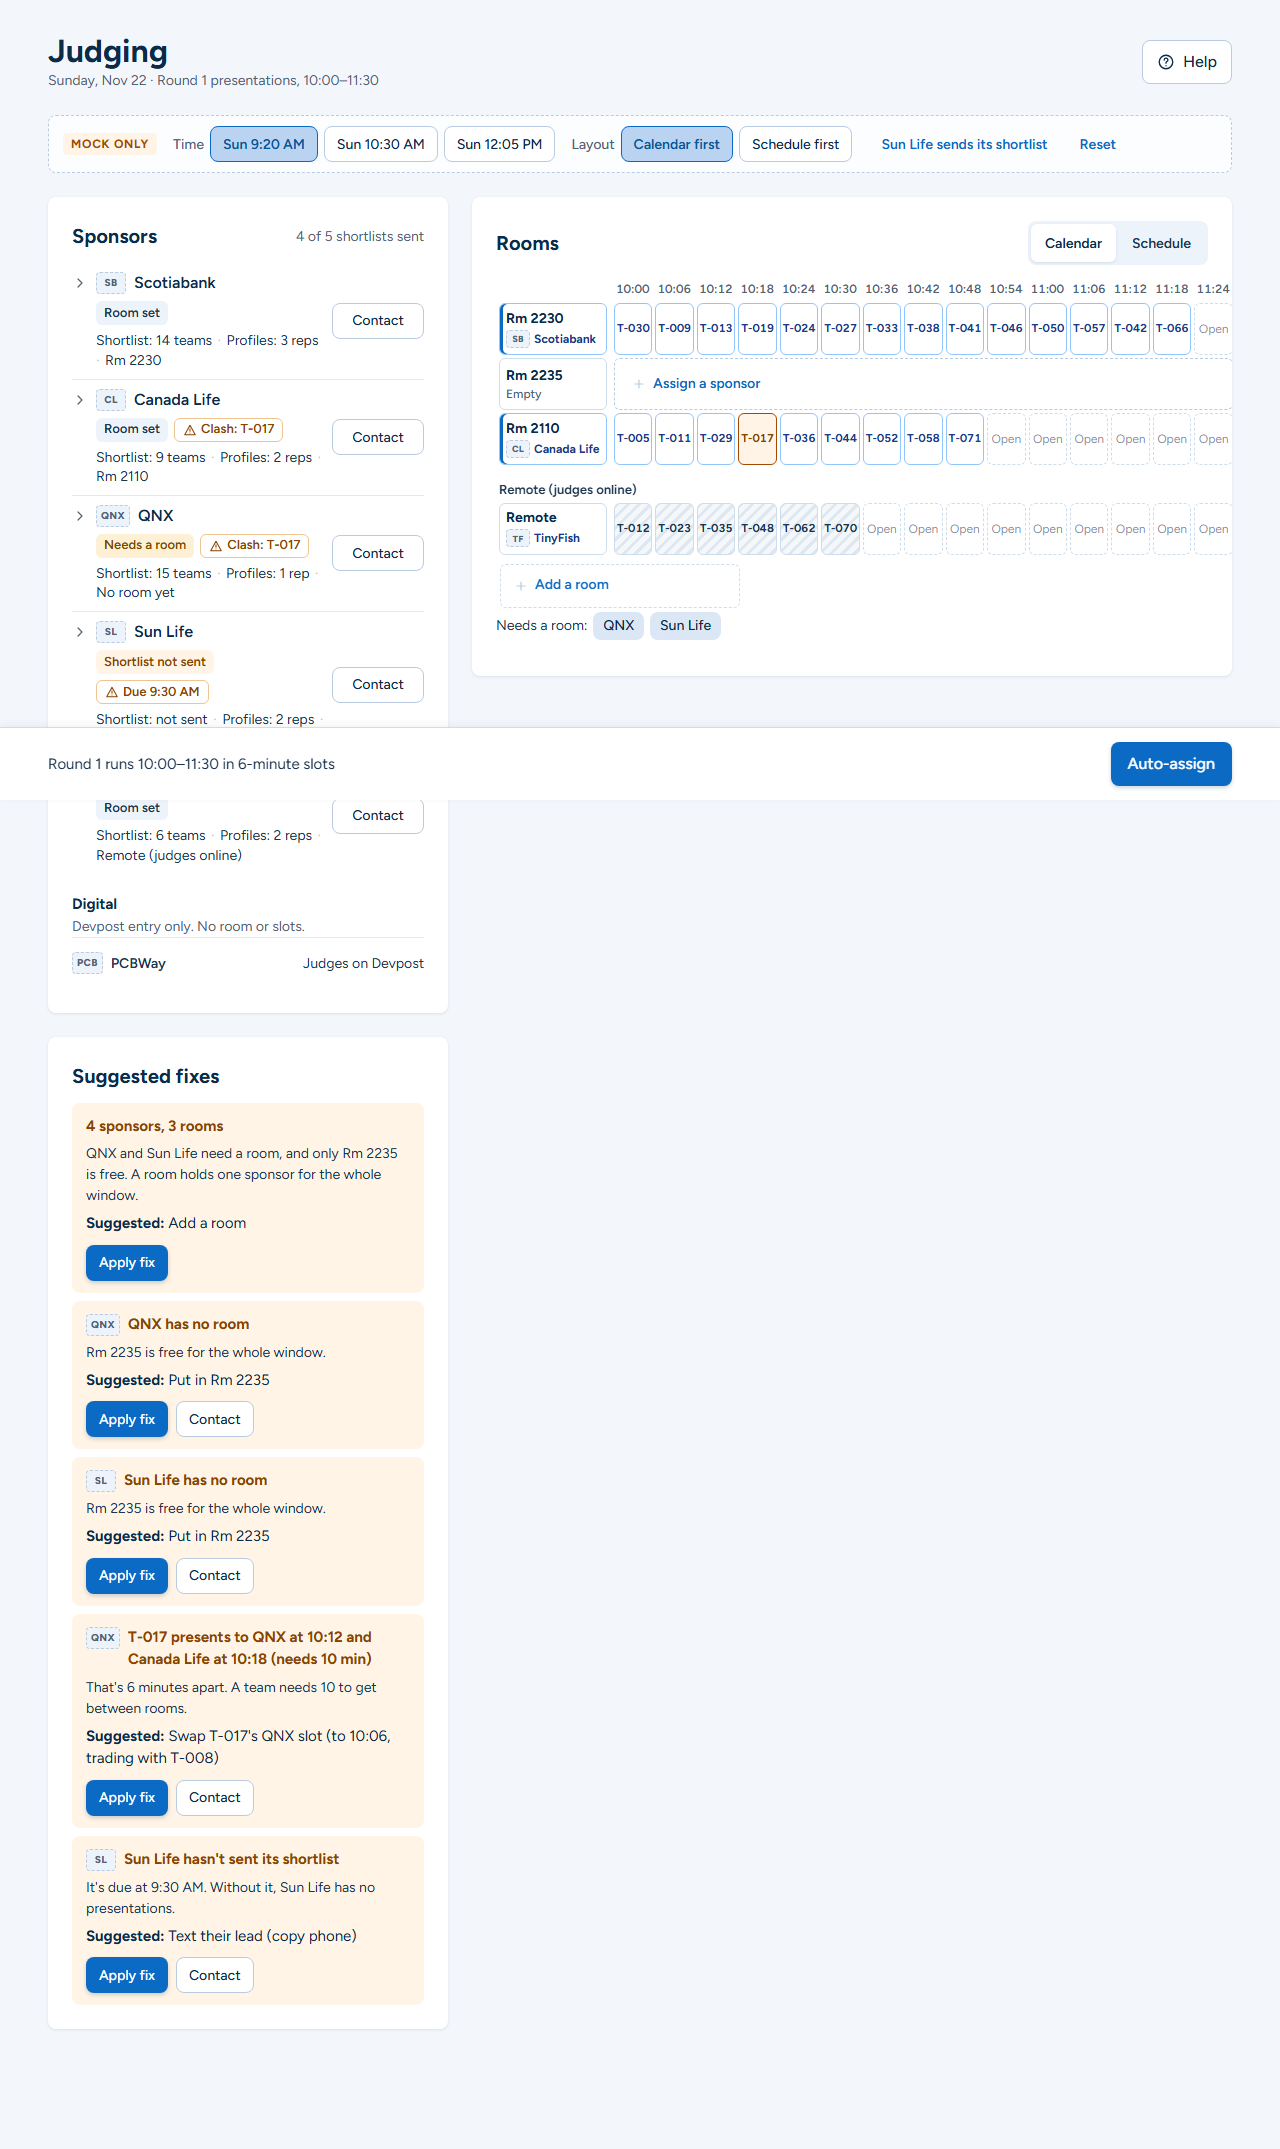 Judging
Sunday, Nov 22 · Round 1 presentations, 10:00–11:30
Help
MOCK ONLY Time Sun 9:20 AM Sun 10:30 AM Sun 12:05 PM Layout Calendar first Schedule first Sun Life sends its shortlist Reset
Sponsors
4 of 5 shortlists sent
SB Scotiabank
Room set
Contact
Shortlist: 14 teams · Profiles: 3 reps
· Rm 2230
CL Canada Life
Room set Clash: T-017
Contact
Shortlist: 9 teams · Profiles: 2 reps ·
Rm 2110
QNX QNX
Needs a room Clash: T-017
Contact
Shortlist: 15 teams · Profiles: 1 rep ·
No room yet
SL Sun Life
Shortlist not sent
Due 9:30 AM
Contact
Shortlist: not sent · Profiles: 2 reps ·
Rooms
Calendar Schedule
10:00 10:06 10:12 10:18 10:24 10:30 10:36 10:42 10:48 10:54 11:00 11:06 11:12 11:18 11:24
Rm 2230
SB Scotiabank
T-030 T-009 T-013 T-019 T-024 T-027 T-033 T-038 T-041 T-046 T-050 T-057 T-042 T-066 Open
Rm 2235
Empty
+ Assign a sponsor
Rm 2110
CL Canada Life
T-005 T-011 T-029 T-017 T-036 T-044 T-052 T-058 T-071 Open Open Open Open Open Open
Remote (judges online)
Remote
TF TinyFish
T-012 T-023 T-035 T-048 T-062 T-070 Open Open Open Open Open Open Open Open Open
+ Add a room
Needs a room: QNX Sun Life
Round 1 runs 10:00–11:30 in 6-minute slots
Auto-assign
Room set
Contact
Shortlist: 6 teams · Profiles: 2 reps ·
Remote (judges online)
Digital
Devpost entry only. No room or slots.
PCB PCBWay Judges on Devpost
Suggested fixes
4 sponsors, 3 rooms
QNX and Sun Life need a room, and only Rm 2235
is free. A room holds one sponsor for the whole
window.
Suggested: Add a room
Apply fix
QNX QNX has no room
Rm 2235 is free for the whole window.
Suggested: Put in Rm 2235
Apply fix Contact
SL Sun Life has no room
Rm 2235 is free for the whole window.
Suggested: Put in Rm 2235
Apply fix Contact
QNX T-017 presents to QNX at 10:12 and
Canada Life at 10:18 (needs 10 min)
That's 6 minutes apart. A team needs 10 to get
between rooms.
Suggested: Swap T-017's QNX slot (to 10:06,
trading with T-008)
Apply fix Contact
SL Sun Life hasn't sent its shortlist
It's due at 9:30 AM. Without it, Sun Life has no
presentations.
Suggested: Text their lead (copy phone)
Apply fix Contact